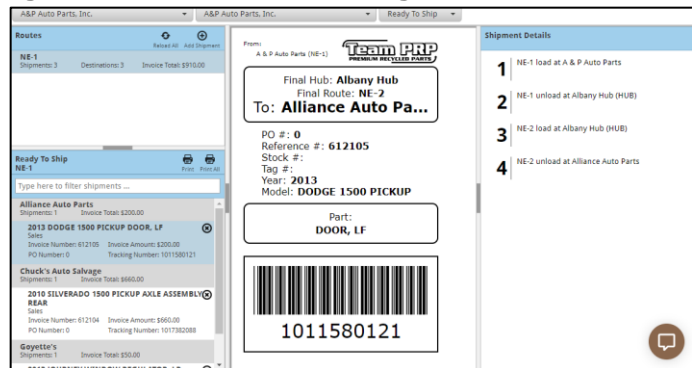 A&P Auto Parts, Inc.
A&P Auto Parts, Inc.
Ready To Ship
Routes
Reload All
Add Shipment
NE-1
Shipments: 3 Destinations: 3 Invoice Total: $910.00
Ready To Ship
NE-1
Print
Print All
Type here to filter shipments ...
Alliance Auto Parts
Shipments: 1 Invoice Total: $200.00
2013 DODGE 1500 PICKUP DOOR, LF
Sales
Invoice Number: 612105 Invoice Amount: $200.00
PO Number: 0 Tracking Number: 1011580121
Chuck's Auto Salvage
Shipments: 1 Invoice Total: $660.00
2010 SILVERADO 1500 PICKUP AXLE ASSEMBLY
REAR
Sales
Invoice Number: 612104 Invoice Amount: $660.00
PO Number: 0 Tracking Number: 1017382088
Goyette's
Shipments: 1 Invoice Total: $50.00
From:
A & P Auto Parts (NE-1)
Team PRP
PREMIUM RECYCLED PARTS
Final Hub: Albany Hub
Final Route: NE-2
To: Alliance Auto Pa...
PO #: 0
Reference #: 612105
Stock #:
Tag #:
Year: 2013
Model: DODGE 1500 PICKUP
Part:
DOOR, LF
1011580121
Shipment Details
1 NE-1 load at A & P Auto Parts
2 NE-1 unload at Albany Hub (HUB)
3 NE-2 load at Albany Hub (HUB)
4 NE-2 unload at Alliance Auto Parts